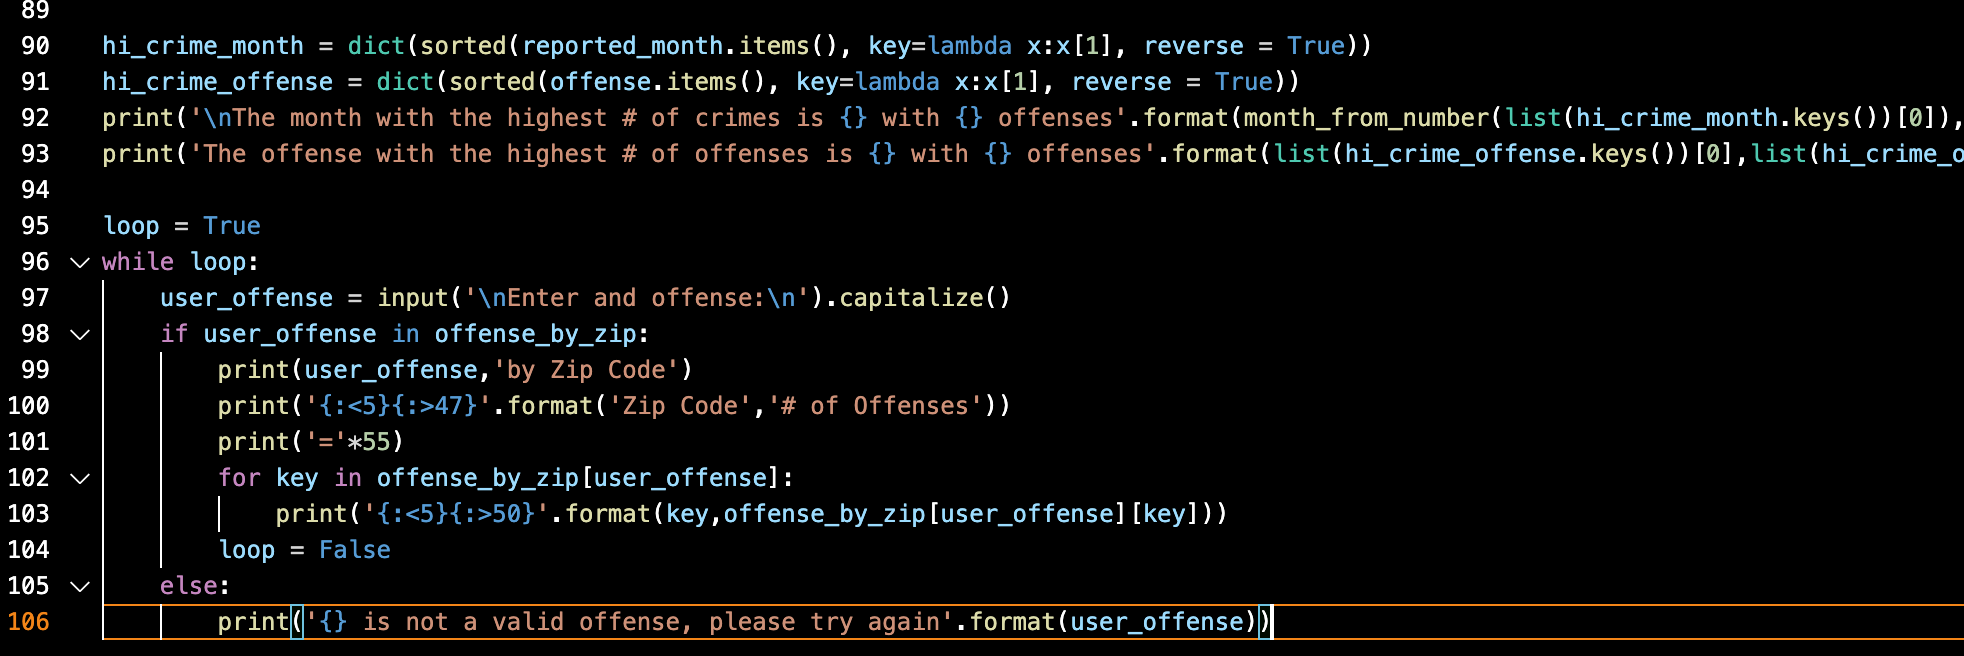 89
90 hi_crime_month = dict(sorted(reported_month.items(), key=lambda x:x[1], reverse = True))
91 hi_crime_offense = dict(sorted(offense.items(), key=lambda x:x[1], reverse = True))
92 print('\nThe month with the highest # of crimes is {} with {} offenses'.format(month_from_number(list(hi_crime_month.keys())[0]),
93 print('The offense with the highest # of offenses is {} with {} offenses'.format(list(hi_crime_offense.keys())[0],list(hi_crime_o
94
95 loop = True
96 while loop:
97     user_offense = input('\nEnter and offense:\n').capitalize()
98     if user_offense in offense_by_zip:
99         print(user_offense,'by Zip Code')
100         print('{:<5}{:>47}'.format('Zip Code','# of Offenses'))
101         print('='*55)
102         for key in offense_by_zip[user_offense]:
103             print('{:<5}{:>50}'.format(key,offense_by_zip[user_offense][key]))
104         loop = False
105     else:
106         print('{} is not a valid offense, please try again'.format(user_offense))